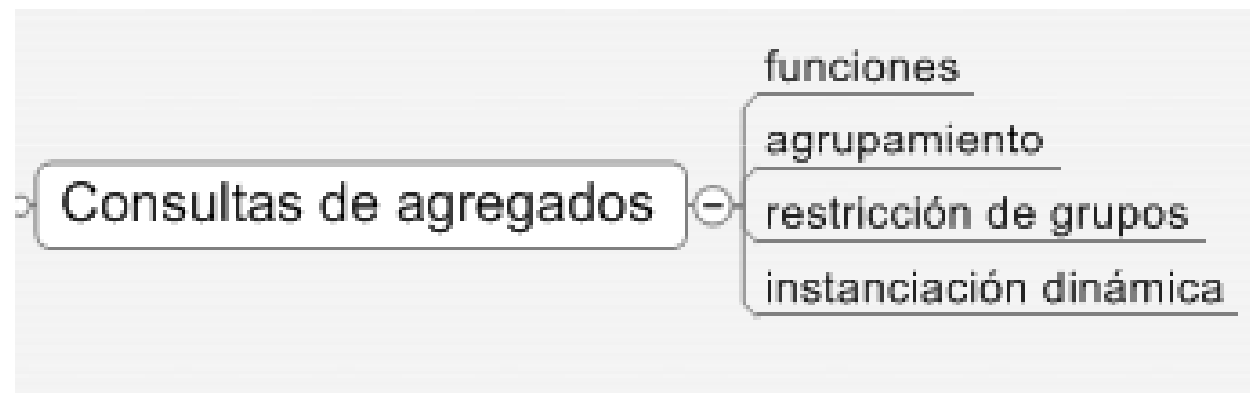 funciones
agrupamiento
Consultas de agregados
restricción de grupos
instanciación dinámica